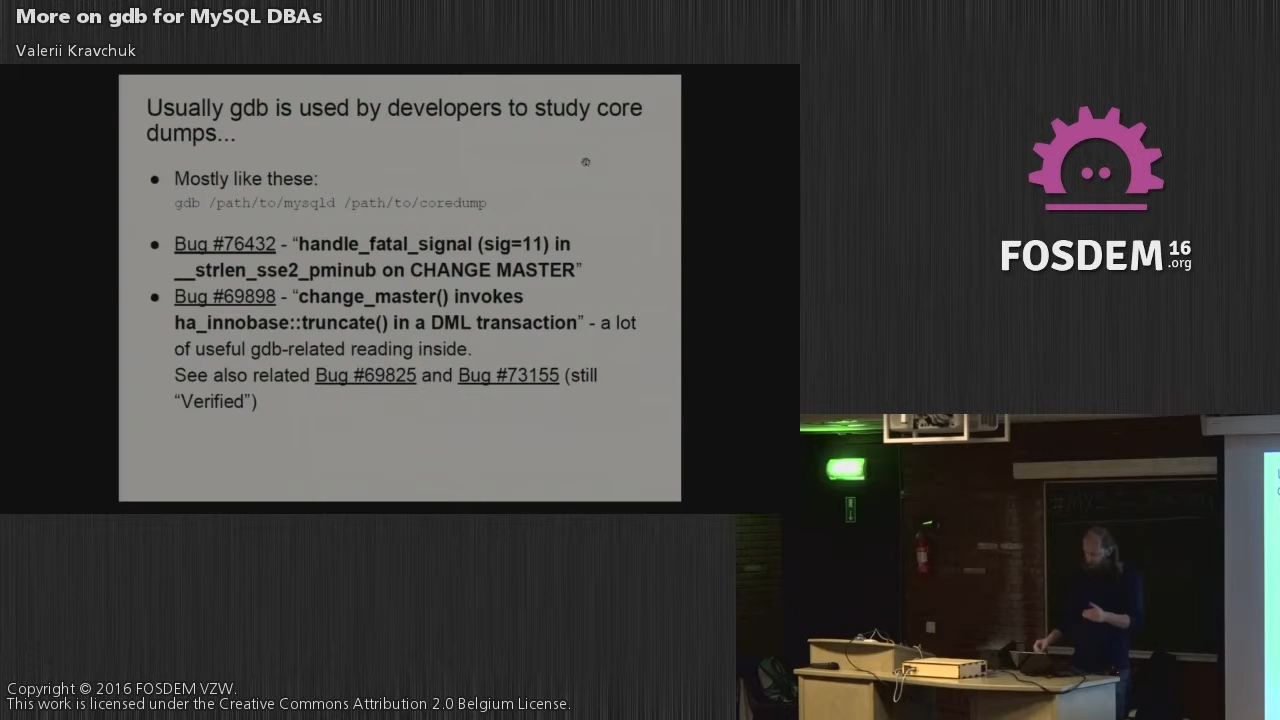 More on gdb for MySQL DBAs
Valerii Kravchuk
Usually gdb is used by developers to study core
dumps...
● Mostly like these:
gdb /path/to/mysqld /path/to/coredump
● Bug #76432 - “handle_fatal_signal (sig=11) in
__strlen_sse2_pminub on CHANGE MASTER”
● Bug #69898 - “change_master() invokes
ha_innobase::truncate() in a DML transaction” - a lot
of useful gdb-related reading inside.
See also related Bug #69825 and Bug #73155 (still
“Verified”)
FOSDEM 16
.org
Copyright © 2016 FOSDEM VZW.
This work is licensed under the Creative Commons Attribution 2.0 Belgium License.